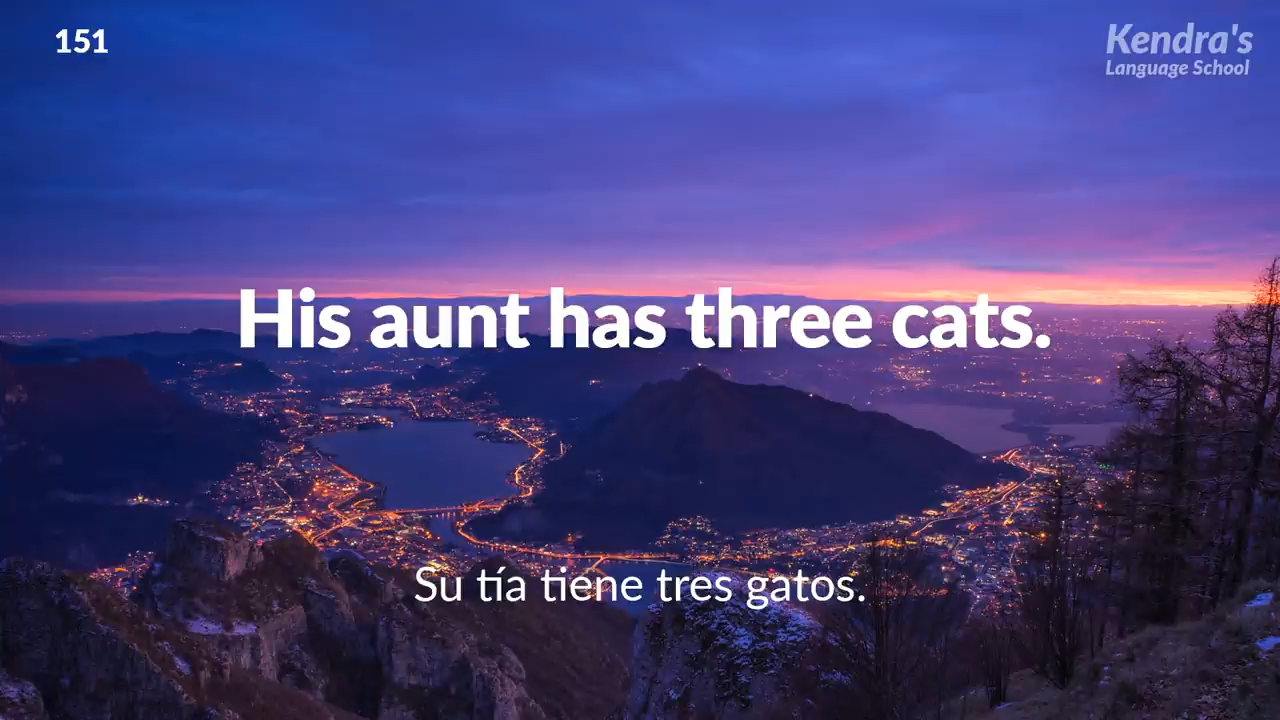 151
Kendra's
Language School
His aunt has three cats.
Su tía tiene tres gatos.